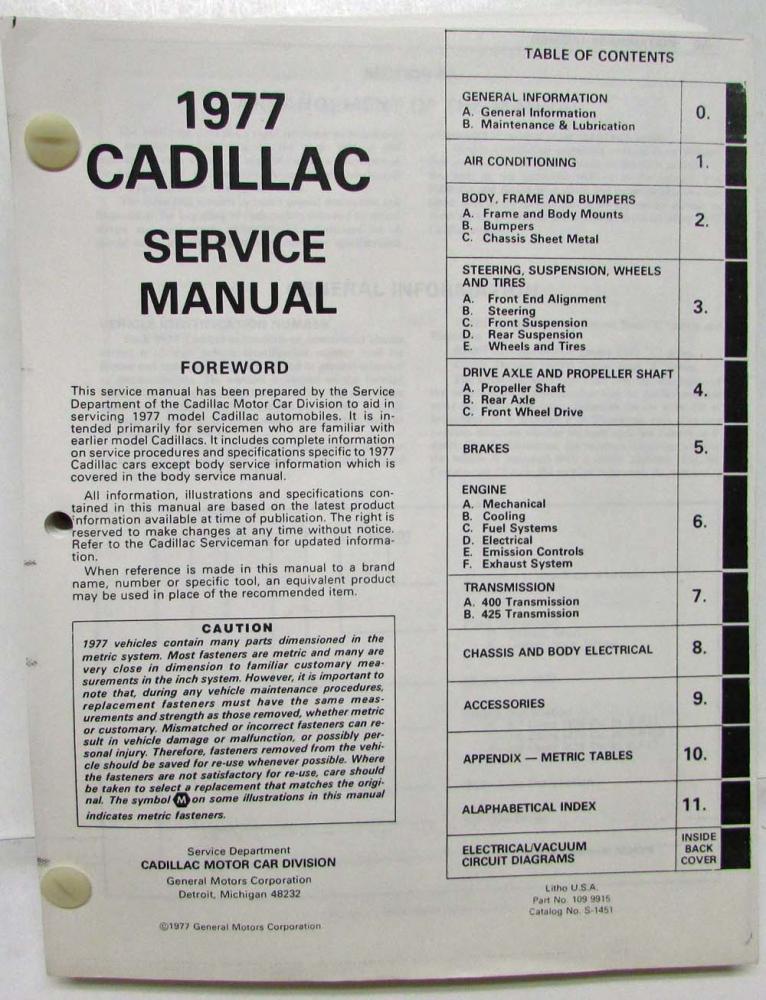 1977
CADILLAC
SERVICE
MANUAL
FOREWORD
This service manual has been prepared by the Service
Department of the Cadillac Motor Car Division to aid in
servicing 1977 model Cadillac automobiles. It is in-
tended primarily for servicemen who are familiar with
earlier model Cadillacs. It includes complete information
on service procedures and specifications specific to 1977
Cadillac cars except body service information which is
covered in the body service manual.
All information, illustrations and specifications con-
tained in this manual are based on the latest product
information available at time of publication. The right is
reserved to make changes at any time without notice.
Refer to the Cadillac Serviceman for updated informa-
tion.
When reference is made in this manual to a brand
name, number or specific tool, an equivalent product
may be used in place of the recommended item.
CAUTION
1977 vehicles contain many parts dimensioned in the
metric system. Most fasteners are metric and many are
very close in dimension to familiar customary mea-
surements in the inch system. However, it is important to
note that, during any vehicle maintenance procedures,
replacement fasteners must have the same meas-
urements and strength as those removed, whether metric
or customary. Mismatched or incorrect fasteners can re-
sult in vehicle damage or malfunction, or possibly per-
sonal injury. Therefore, fasteners removed from the vehi-
cle should be saved for re-use whenever possible. Where
the fasteners are not satisfactory for re-use, care should
be taken to select a replacement that matches the origi-
nal. The symbol M on some illustrations in this manual
indicates metric fasteners.
Service Department
CADILLAC MOTOR CAR DIVISION
General Motors Corporation
Detroit, Michigan 48232
©1977 General Motors Corporation
TABLE OF CONTENTS
GENERAL INFORMATION
A. General Information
B. Maintenance & Lubrication
0.
AIR CONDITIONING
1.
BODY, FRAME AND BUMPERS
A. Frame and Body Mounts
B. Bumpers
C. Chassis Sheet Metal
2.
STEERING, SUSPENSION, WHEELS
AND TIRES
A. Front End Alignment
B. Steering
C. Front Suspension
D. Rear Suspension
E. Wheels and Tires
3.
DRIVE AXLE AND PROPELLER SHAFT
A. Propeller Shaft
B. Rear Axle
C. Front Wheel Drive
4.
BRAKES
5.
ENGINE
A. Mechanical
B. Cooling
C. Fuel Systems
D. Electrical
E. Emission Controls
F. Exhaust System
6.
TRANSMISSION
A. 400 Transmission
B. 425 Transmission
7.
CHASSIS AND BODY ELECTRICAL
8.
ACCESSORIES
9.
APPENDIX — METRIC TABLES
10.
ALAPHABETICAL INDEX
11.
ELECTRICAL/VACUUM
CIRCUIT DIAGRAMS
INSIDE
BACK
COVER
Litho U.S.A.
Part No. 109 9915
Catalog No. S-1451